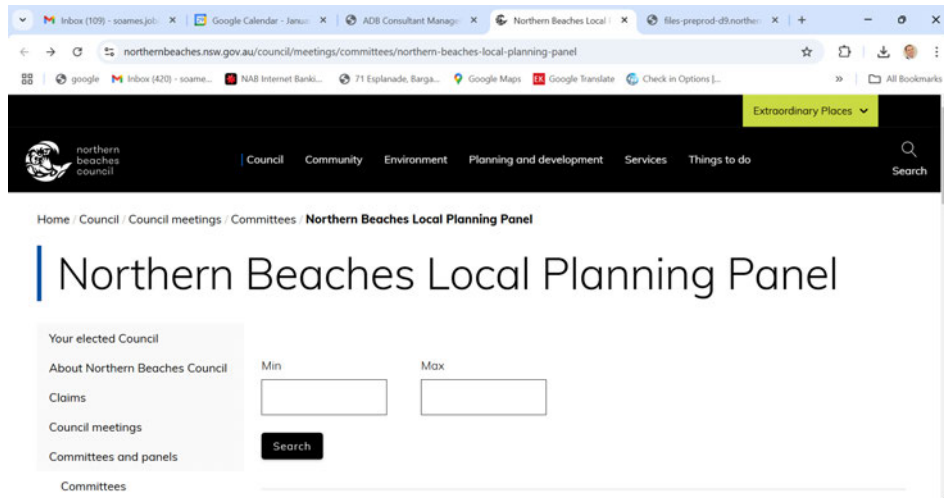 Inbox (109) - soames.job
Google Calendar - Janua
ADB Consultant Manage
Northern Beaches Local
files-preprod-d9.northern
northernbeaches.nsw.gov.au/council/meetings/committees/northern-beaches-local-planning-panel
google
Inbox (420) - soame...
NAB Internet Banki...
71 Esplanade, Barga...
Google Maps
Google Translate
Check in Options |...
All Bookmarks
Extraordinary Places
northern
beaches
council
Council Community Environment Planning and development Services Things to do
Search
Home / Council / Council meetings / Committees / Northern Beaches Local Planning Panel
Northern Beaches Local Planning Panel
Your elected Council
About Northern Beaches Council
Claims
Council meetings
Committees and panels
Committees
Min Max
Search